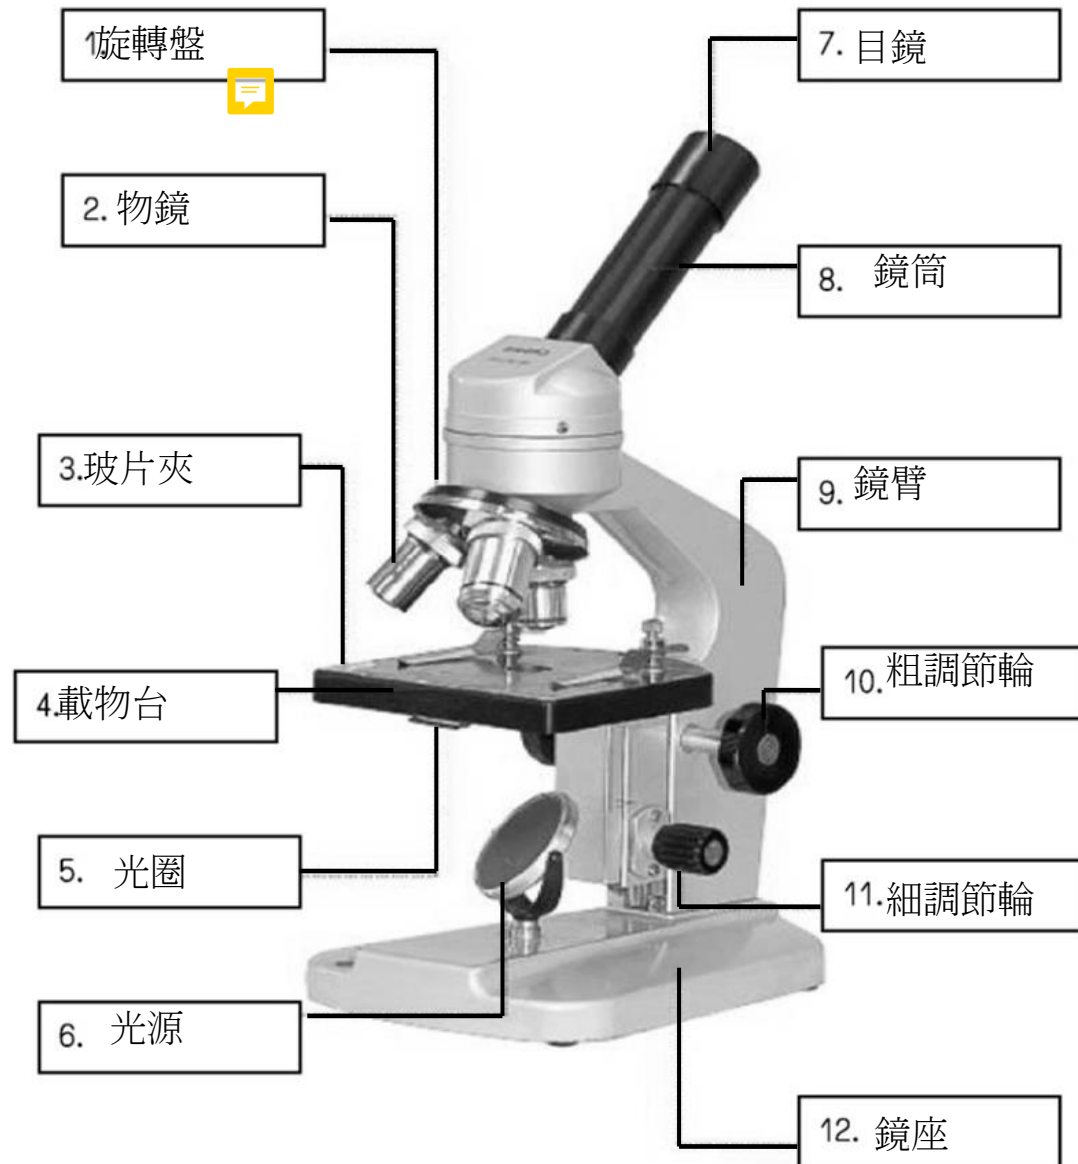 1.旋轉盤
2. 物鏡
3.玻片夾
4.載物台
5. 光圈
6. 光源
7. 目鏡
8. 鏡筒
9. 鏡臂
10.粗調節輪
11.細調節輪
12. 鏡座